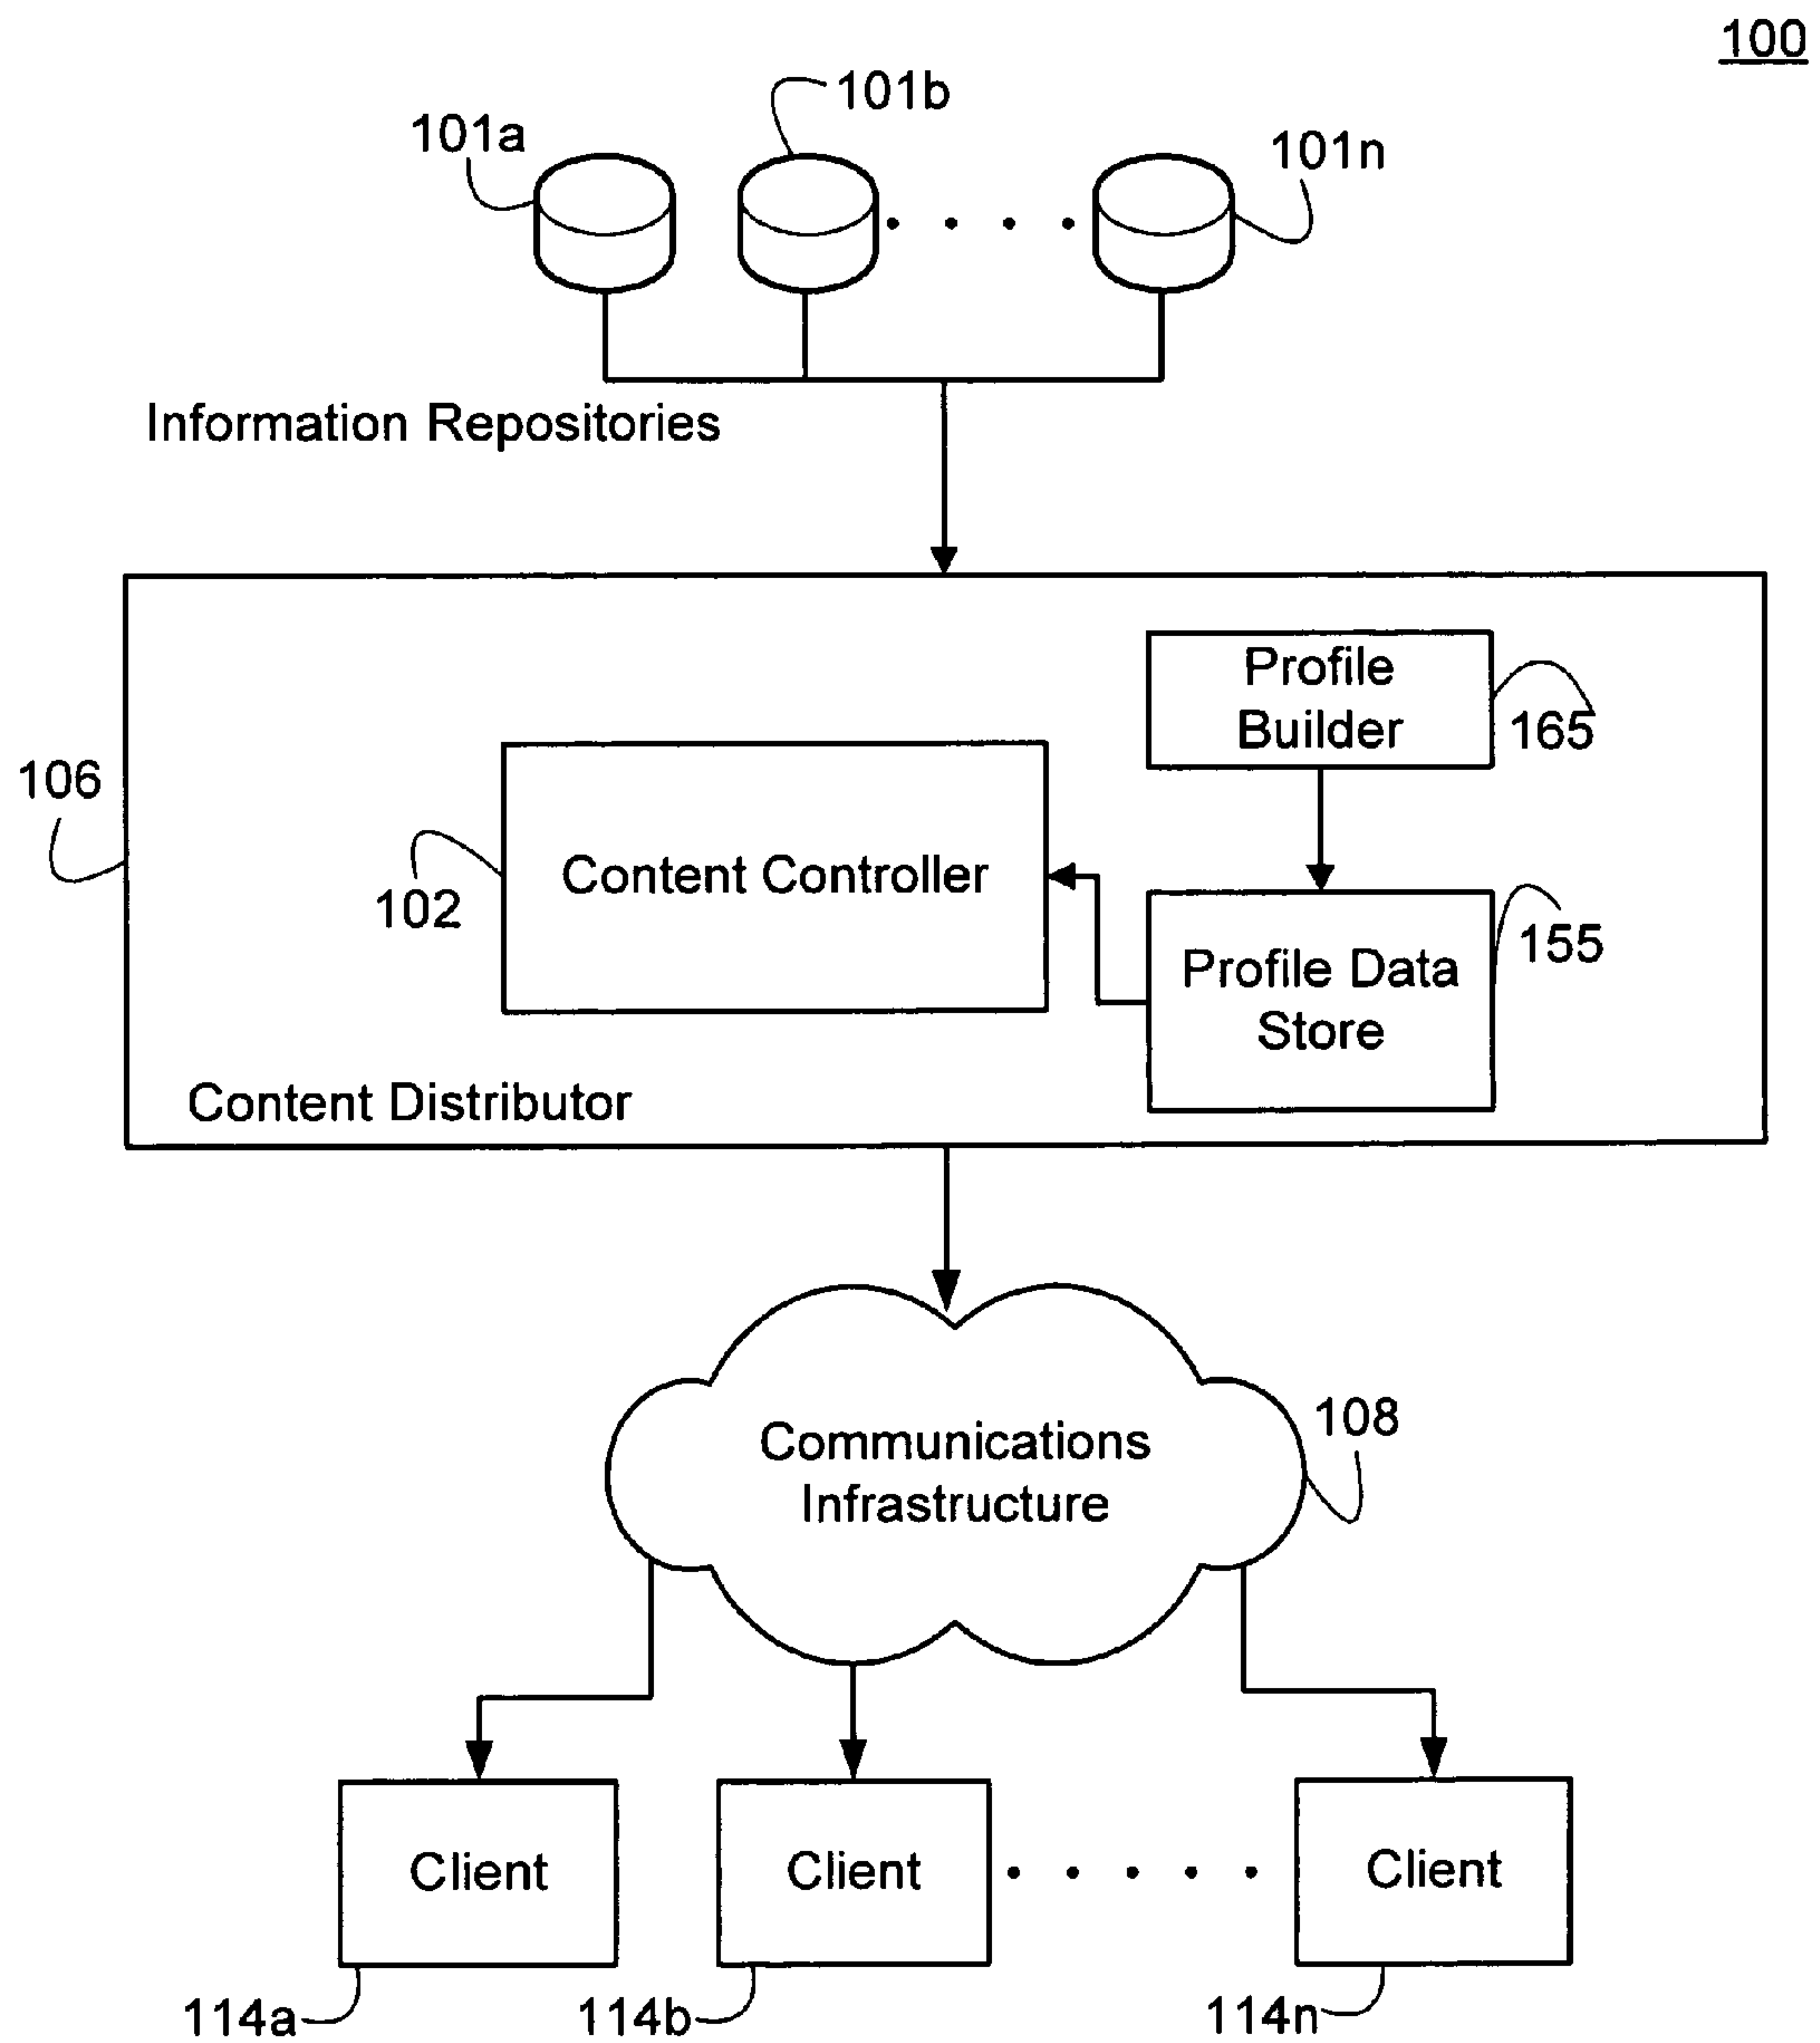 100
101b
101a
101n
Information Repositories
Profile
Builder
165
106
Content Controller
102
155
Profile Data
Store
Content Distributor
108
Communications
Infrastructure
Client
Client
Client
114a
114b
114n